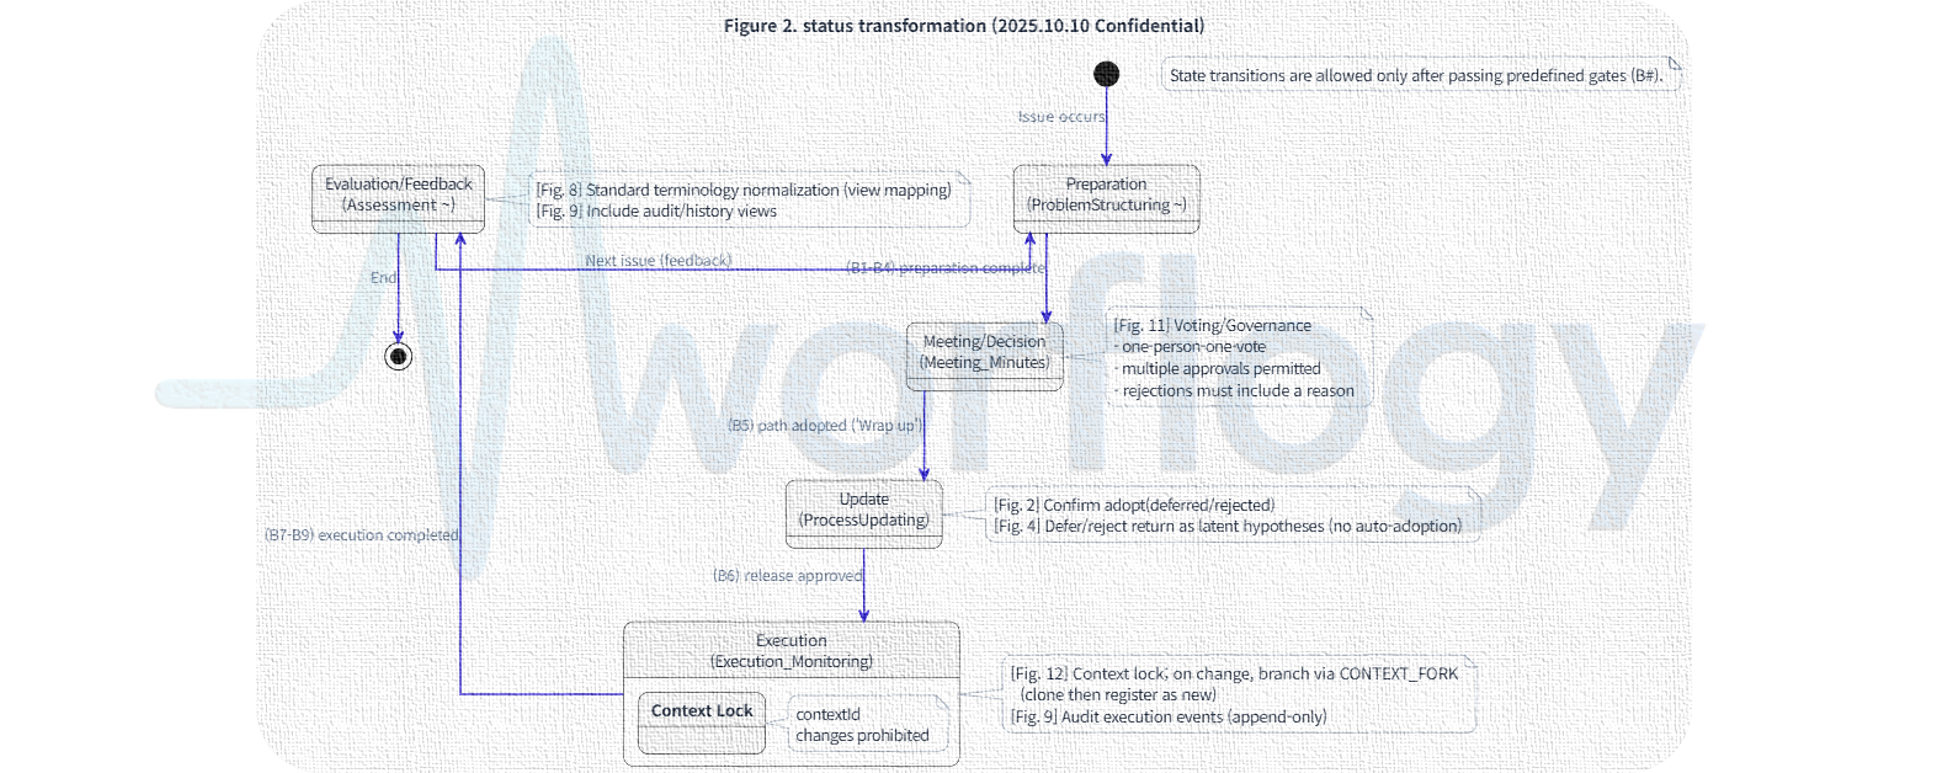 Figure 2. status transformation (2025.10.10 Confidential)
State transitions are allowed only after passing predefined gates (B#).
Issue occurs
Evaluation/Feedback
(Assessment ~)
[Fig. 8] Standard terminology normalization (view mapping)
[Fig. 9] Include audit/history views
Preparation
(ProblemStructuring ~)
Next issue (feedback)
(B1-B4) preparation complete
End
Meeting/Decision
(Meeting_Minutes)
[Fig. 11] Voting/Governance
- one-person-one-vote
- multiple approvals permitted
- rejections must include a reason
worflogy
(B5) path adopted ('Wrap up')
Update
(ProcessUpdating)
[Fig. 2] Confirm adopt(deferred/rejected)
[Fig. 4] Defer/reject return as latent hypotheses (no auto-adoption)
(B7-B9) execution completed
(B6) release approved
Execution
(Execution_Monitoring)
[Fig. 12] Context lock; on change, branch via CONTEXT_FORK
(clone then register as new)
[Fig. 9] Audit execution events (append-only)
Context Lock
contextId
changes prohibited